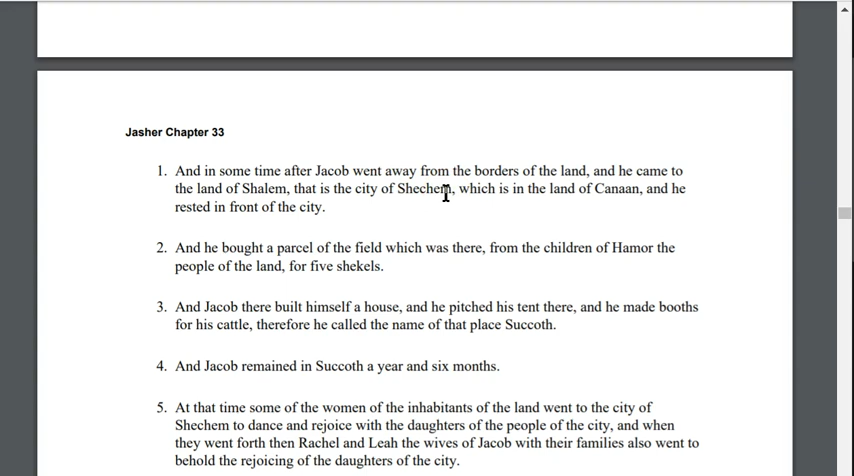 Jasher Chapter 33
1. And in some time after Jacob went away from the borders of the land, and he came to
the land of Shalem, that is the city of Shechem, which is in the land of Canaan, and he
rested in front of the city.
2. And he bought a parcel of the field which was there, from the children of Hamor the
people of the land, for five shekels.
3. And Jacob there built himself a house, and he pitched his tent there, and he made booths
for his cattle, therefore he called the name of that place Succoth.
4. And Jacob remained in Succoth a year and six months.
5. At that time some of the women of the inhabitants of the land went to the city of
Shechem to dance and rejoice with the daughters of the people of the city, and when
they went forth then Rachel and Leah the wives of Jacob with their families also went to
behold the rejoicing of the daughters of the city.